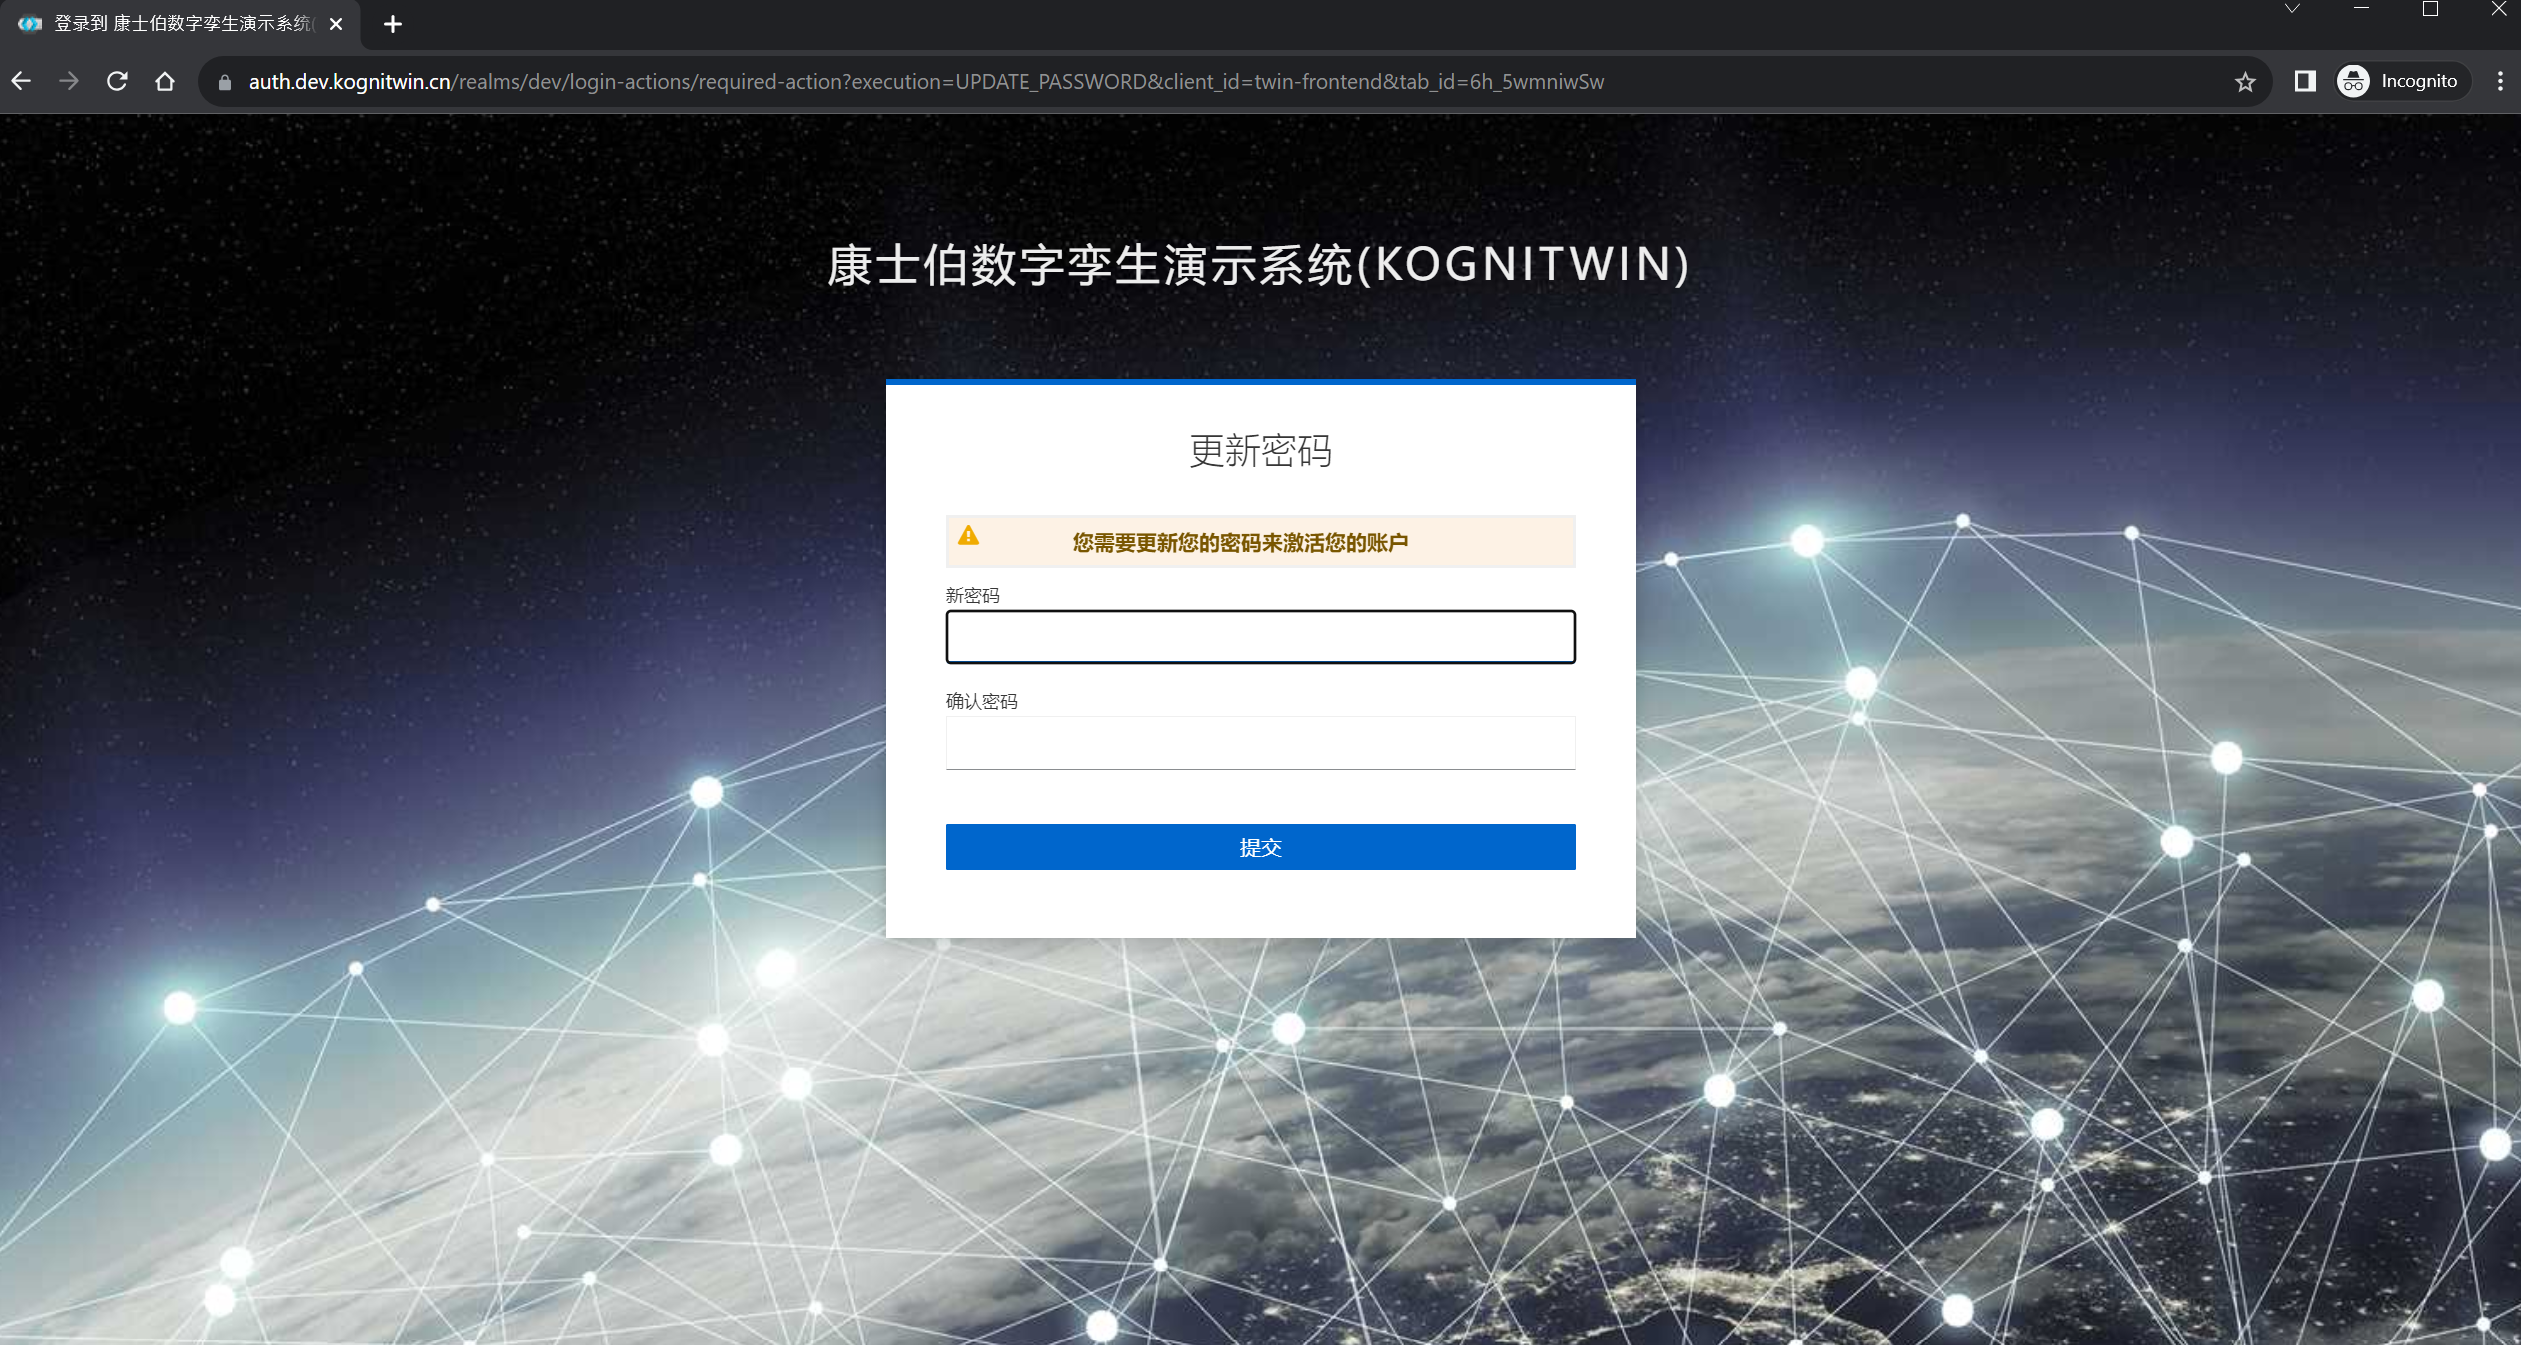 登录到 康士伯数字孪生演示系统(
auth.dev.kognitwin.cn/realms/dev/login-actions/required-action?execution=UPDATE_PASSWORD&client_id=twin-frontend&tab_id=6h_5wmniwSw
Incognito
康士伯数字孪生演示系统(KOGNITWIN)
更新密码
您需要更新您的密码来激活您的账户
新密码
确认密码
提交